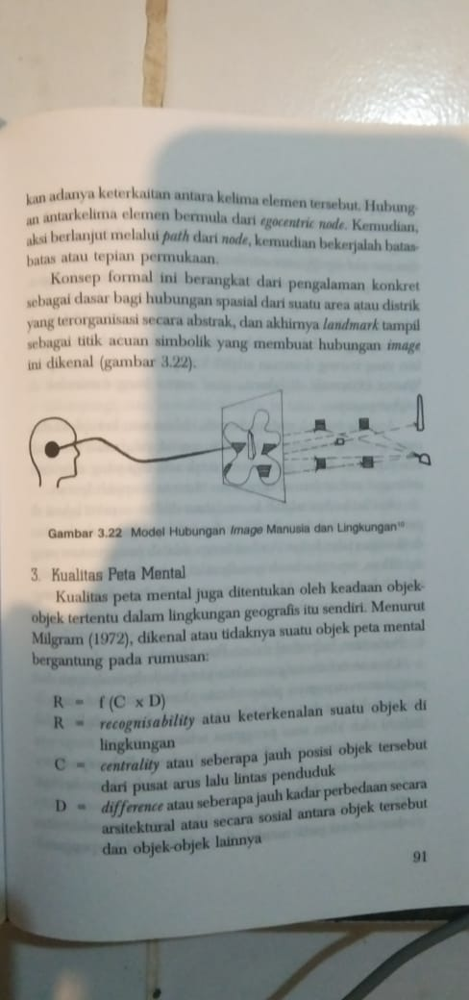 kan adanya keterkaitan antara kelima elemen tersebut. Hubung-
an antarkelima elemen bermula dari egocentric node. Kemudian,
aksi berlanjut melalui path dari node, kemudian bekerjalah batas-
batas atau tepian permukaan.
Konsep formal ini berangkat dari pengalaman konkret
sebagai dasar bagi hubungan spasial dari suatu area atau distrik
yang terorganisasi secara abstrak, dan akhirnya landmark tampil
sebagai titik acuan simbolik yang membuat hubungan image
ini dikenal (gambar 3.22).
Gambar 3.22 Model Hubungan Image Manusia dan Lingkungan¹⁰
3. Kualitas Peta Mental
Kualitas peta mental juga ditentukan oleh keadaan objek-
objek tertentu dalam lingkungan geografis itu sendiri. Menurut
Milgram (1972), dikenal atau tidaknya suatu objek peta mental
bergantung pada rumusan:
R = f (C x D)
R = recognisability atau keterkenalan suatu objek di
lingkungan
C = centrality atau seberapa jauh posisi objek tersebut
dari pusat arus lalu lintas penduduk
D = difference atau seberapa jauh kadar perbedaan secara
arsitektural atau secara sosial antara objek tersebut
dan objek-objek lainnya
91